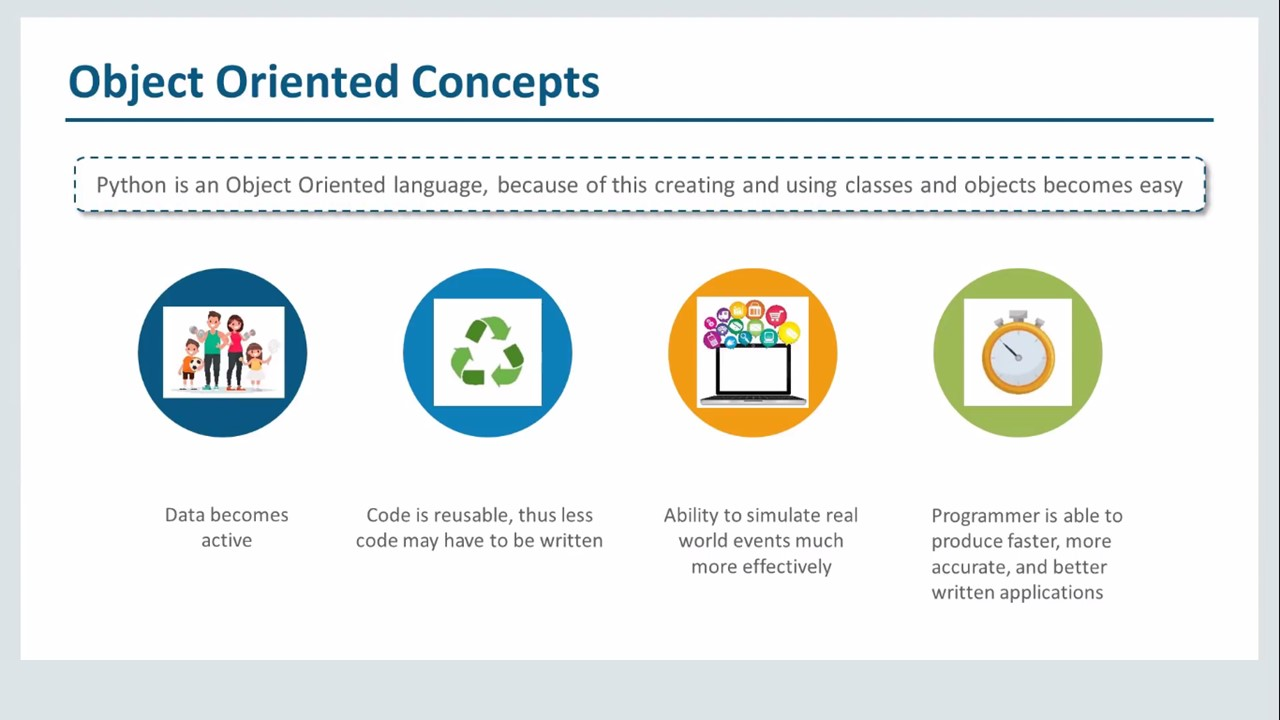 Object Oriented Concepts
Python is an Object Oriented language, because of this creating and using classes and objects becomes easy
Data becomes
active
Code is reusable, thus less
code may have to be written
Ability to simulate real
world events much
more effectively
Programmer is able to
produce faster, more
accurate, and better
written applications